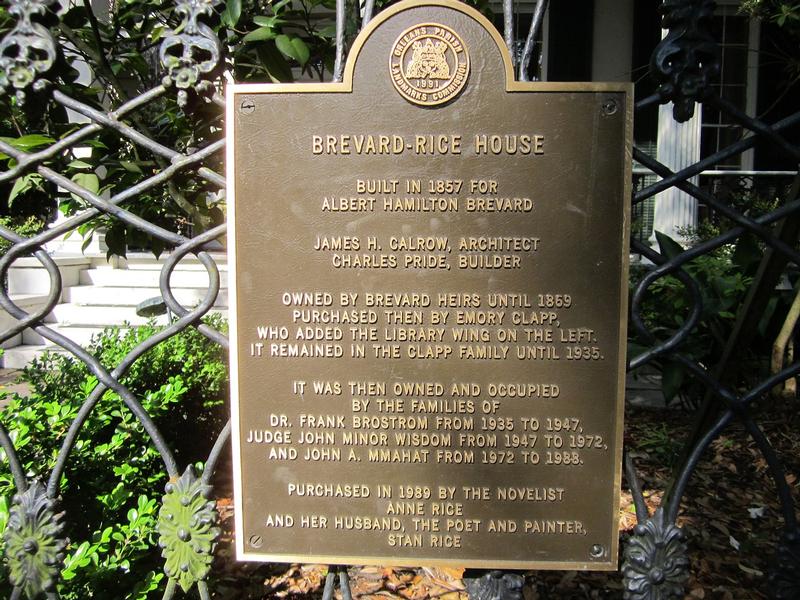 ORLEANS PARISH
LANDMARKS COMMISSION
1991
BREVARD-RICE HOUSE
BUILT IN 1857 FOR
ALBERT HAMILTON BREVARD
JAMES H. CALROW, ARCHITECT
CHARLES PRIDE, BUILDER
OWNED BY BREVARD HEIRS UNTIL 1869
PURCHASED THEN BY EMORY CLAPP,
WHO ADDED THE LIBRARY WING ON THE LEFT.
IT REMAINED IN THE CLAPP FAMILY UNTIL 1935.
IT WAS THEN OWNED AND OCCUPIED
BY THE FAMILIES OF
DR. FRANK BROSTROM FROM 1935 TO 1947,
JUDGE JOHN MINOR WISDOM FROM 1947 TO 1972,
AND JOHN A. MMAHAT FROM 1972 TO 1988.
PURCHASED IN 1989 BY THE NOVELIST
ANNE RICE
AND HER HUSBAND, THE POET AND PAINTER,
STAN RICE